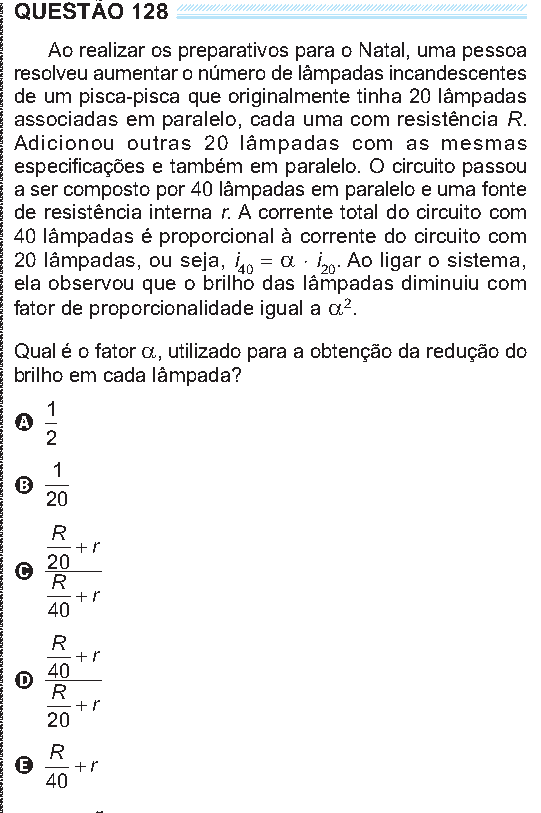 QUESTÃO 128
Ao realizar os preparativos para o Natal, uma pessoa
resolveu aumentar o número de lâmpadas incandescentes
de um pisca-pisca que originalmente tinha 20 lâmpadas
associadas em paralelo, cada uma com resistência R.
Adicionou outras 20 lâmpadas com as mesmas
especificações e também em paralelo. O circuito passou
a ser composto por 40 lâmpadas em paralelo e uma fonte
de resistência interna r. A corrente total do circuito com
40 lâmpadas é proporcional à corrente do circuito com
20 lâmpadas, ou seja, i₄₀ = α · i₂₀. Ao ligar o sistema,
ela observou que o brilho das lâmpadas diminuiu com
fator de proporcionalidade igual a α².
Qual é o fator α, utilizado para a obtenção da redução do
brilho em cada lâmpada?
A 1/2
B 1/20
C (R/20 + r)/(R/40 + r)
D (R/40 + r)/(R/20 + r)
E R/40 + r